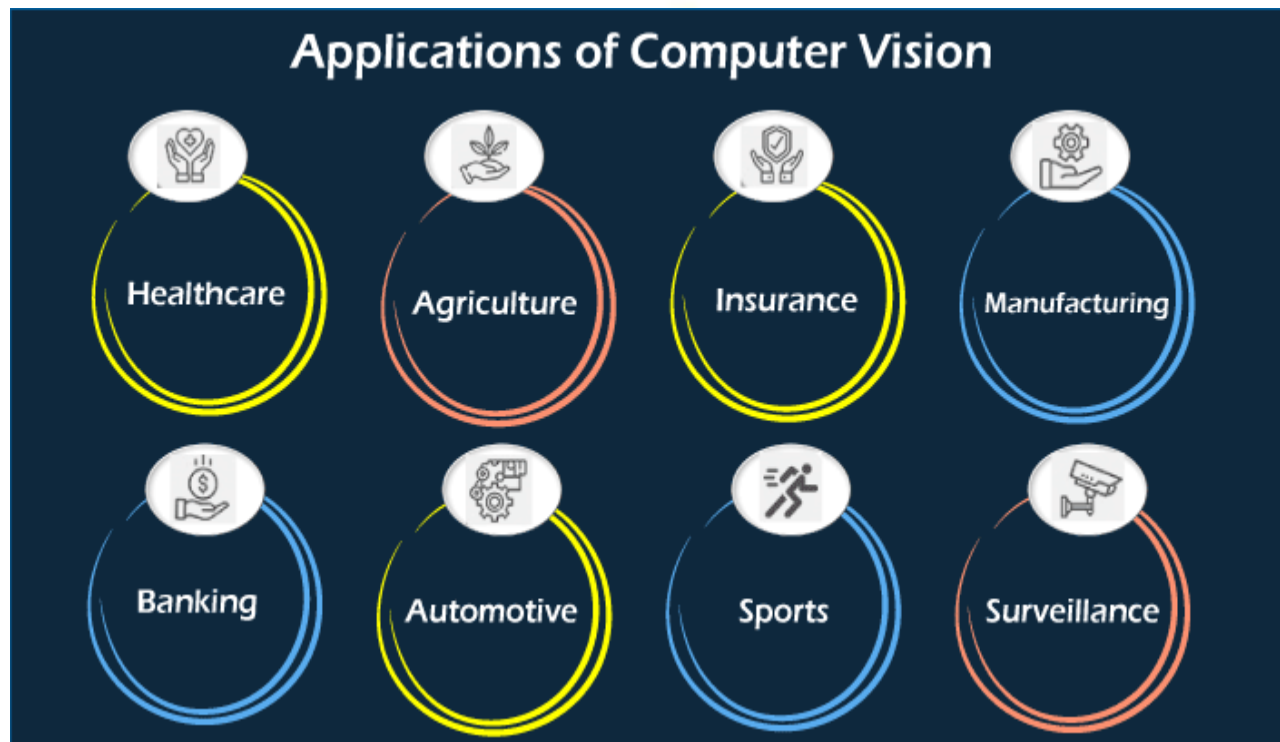 Applications of Computer Vision
Healthcare
Agriculture
Insurance
Manufacturing
Banking
Automotive
Sports
Surveillance